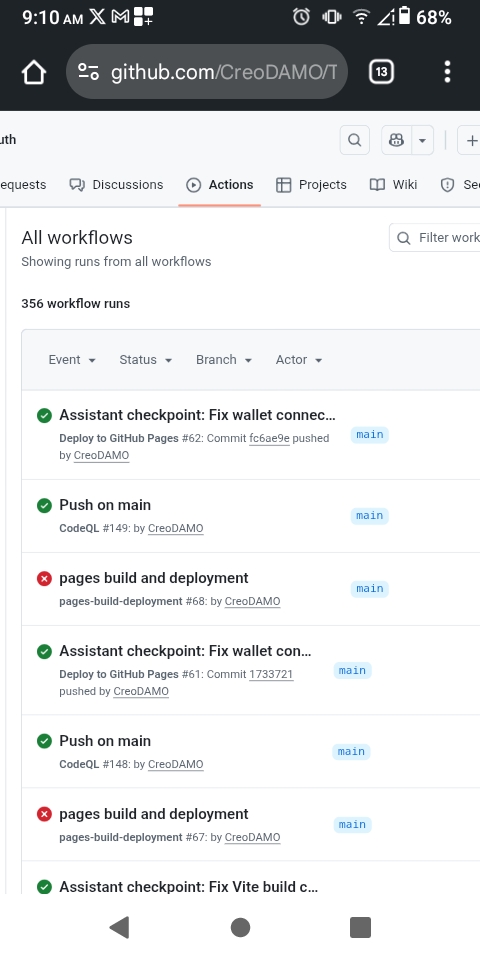 9:10 AM
68%
github.com/CreoDAMO/T
13
uth
equests
Discussions
Actions
Projects
Wiki
Sec
All workflows
Filter work
Showing runs from all workflows
356 workflow runs
Event
Status
Branch
Actor
Assistant checkpoint: Fix wallet connec...
main
Deploy to GitHub Pages #62: Commit fc6ae9e pushed
by CreoDAMO
Push on main
main
CodeQL #149: by CreoDAMO
pages build and deployment
main
pages-build-deployment #68: by CreoDAMO
Assistant checkpoint: Fix wallet con...
main
Deploy to GitHub Pages #61: Commit 1733721
pushed by CreoDAMO
Push on main
main
CodeQL #148: by CreoDAMO
pages build and deployment
main
pages-build-deployment #67: by CreoDAMO
Assistant checkpoint: Fix Vite build c...